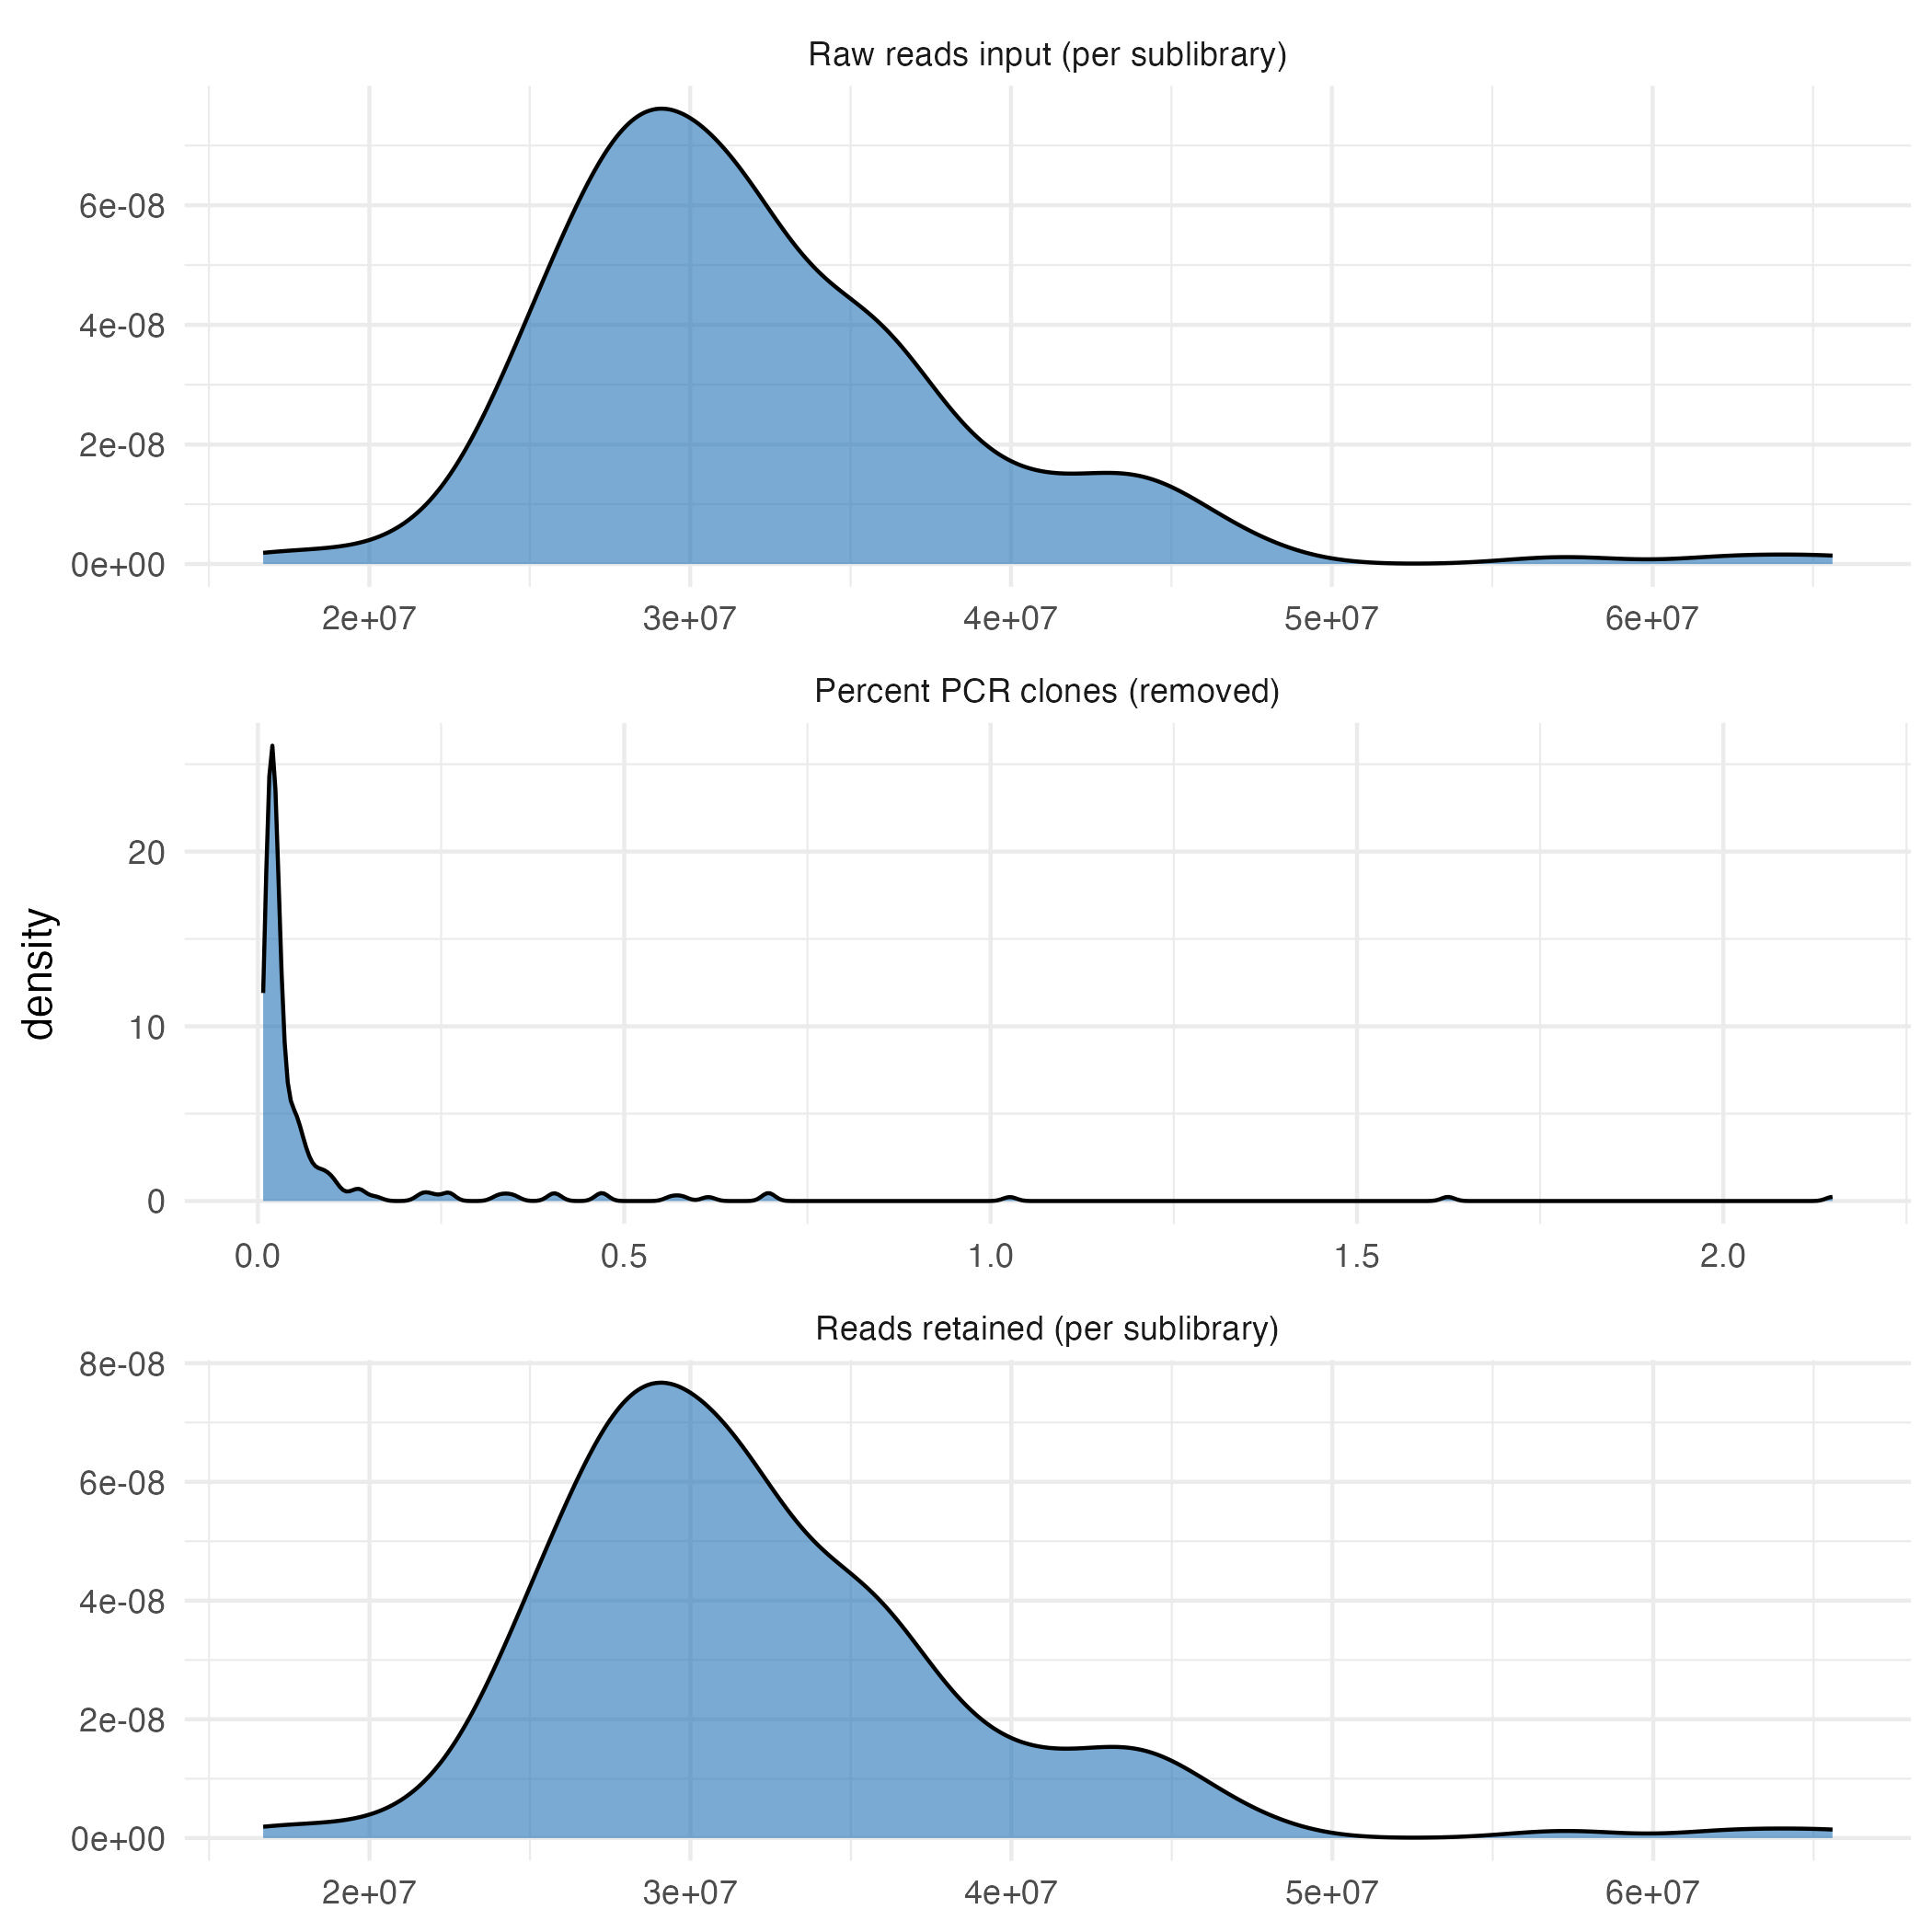 Raw reads input (per sublibrary)
6e-08
4e-08
2e-08
0e+00
2e+07 3e+07 4e+07 5e+07 6e+07
Percent PCR clones (removed)
density
20
10
0
0.0 0.5 1.0 1.5 2.0
Reads retained (per sublibrary)
8e-08
6e-08
4e-08
2e-08
0e+00
2e+07 3e+07 4e+07 5e+07 6e+07